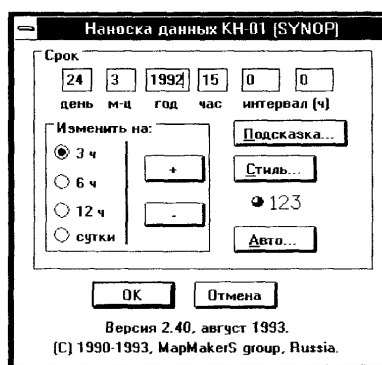 Наноска данных КН-01 (SYNOP)
Срок
24 3 1992 15 0 0
день м-ц год час интервал (ч)
Изменить на:
3 ч
6 ч
12 ч
сутки
+
-
Подсказка...
Стиль...
123
Авто...
OK Отмена
Версия 2.40, август 1993.
(C) 1990-1993, MapMakerS group, Russia.